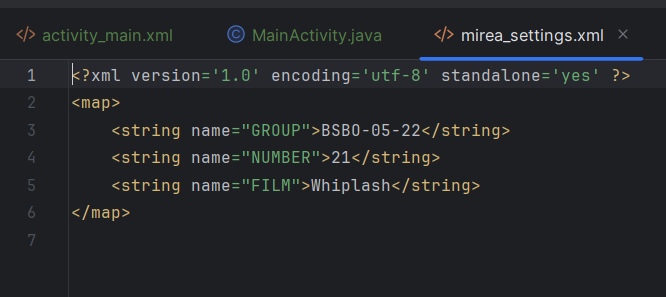 activity_main.xml MainActivity.java mirea_settings.xml
1 <?xml version='1.0' encoding='utf-8' standalone='yes' ?>
2 <map>
3 <string name="GROUP">BSBO-05-22</string>
4 <string name="NUMBER">21</string>
5 <string name="FILM">Whiplash</string>
6 </map>
7